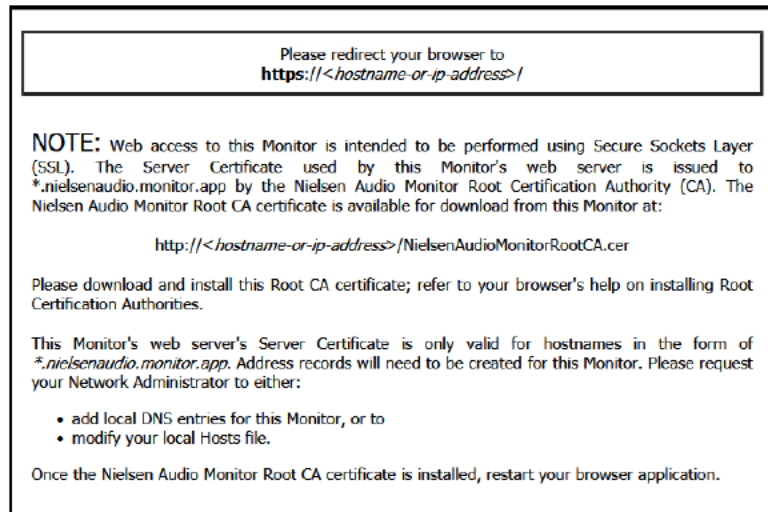 Please redirect your browser to
https://<hostname-or-ip-address>/
NOTE: Web access to this Monitor is intended to be performed using Secure Sockets Layer
(SSL). The Server Certificate used by this Monitor's web server is issued to
*.nielsenaudio.monitor.app by the Nielsen Audio Monitor Root Certification Authority (CA). The
Nielsen Audio Monitor Root CA certificate is available for download from this Monitor at:
http://<hostname-or-ip-address>/NielsenAudioMonitorRootCA.cer
Please download and install this Root CA certificate; refer to your browser's help on installing Root
Certification Authorities.
This Monitor's web server's Server Certificate is only valid for hostnames in the form of
*.nielsenaudio.monitor.app. Address records will need to be created for this Monitor. Please request
your Network Administrator to either:
• add local DNS entries for this Monitor, or to
• modify your local Hosts file.
Once the Nielsen Audio Monitor Root CA certificate is installed, restart your browser application.